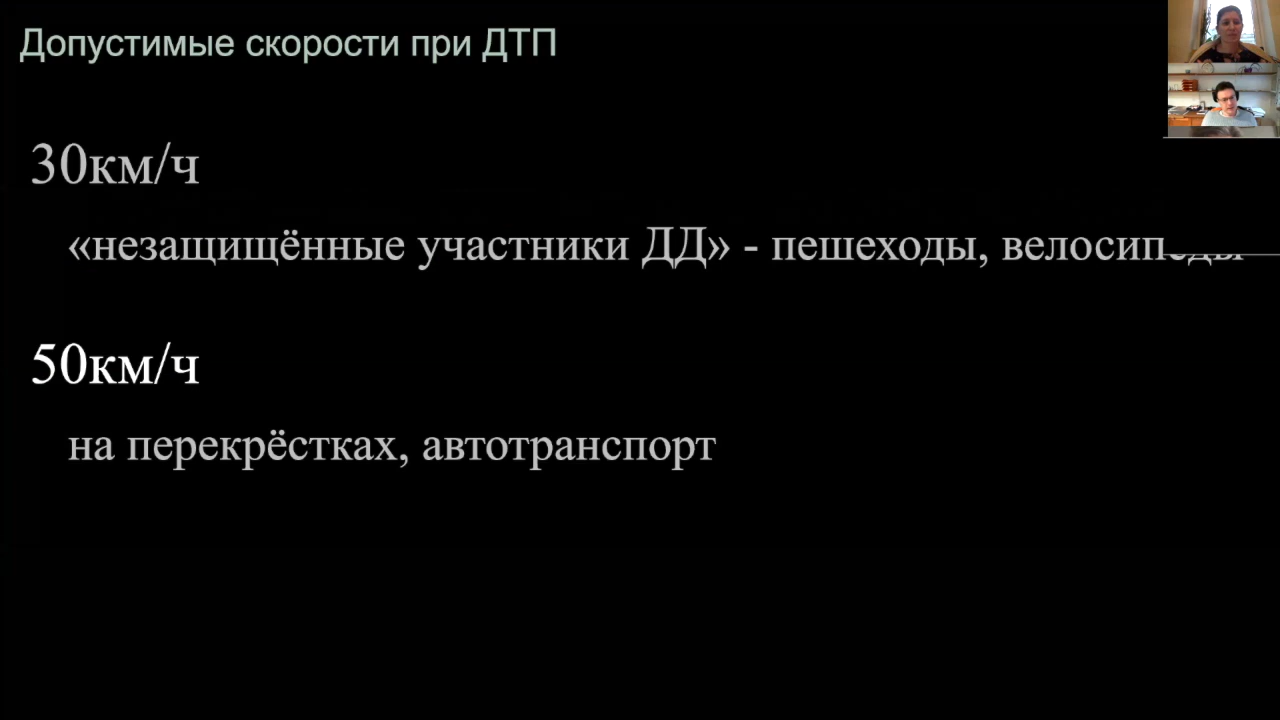 Допустимые скорости при ДТП
30км/ч
«незащищённые участники ДД» - пешеходы, велосипеды
50км/ч
на перекрёстках, автотранспорт